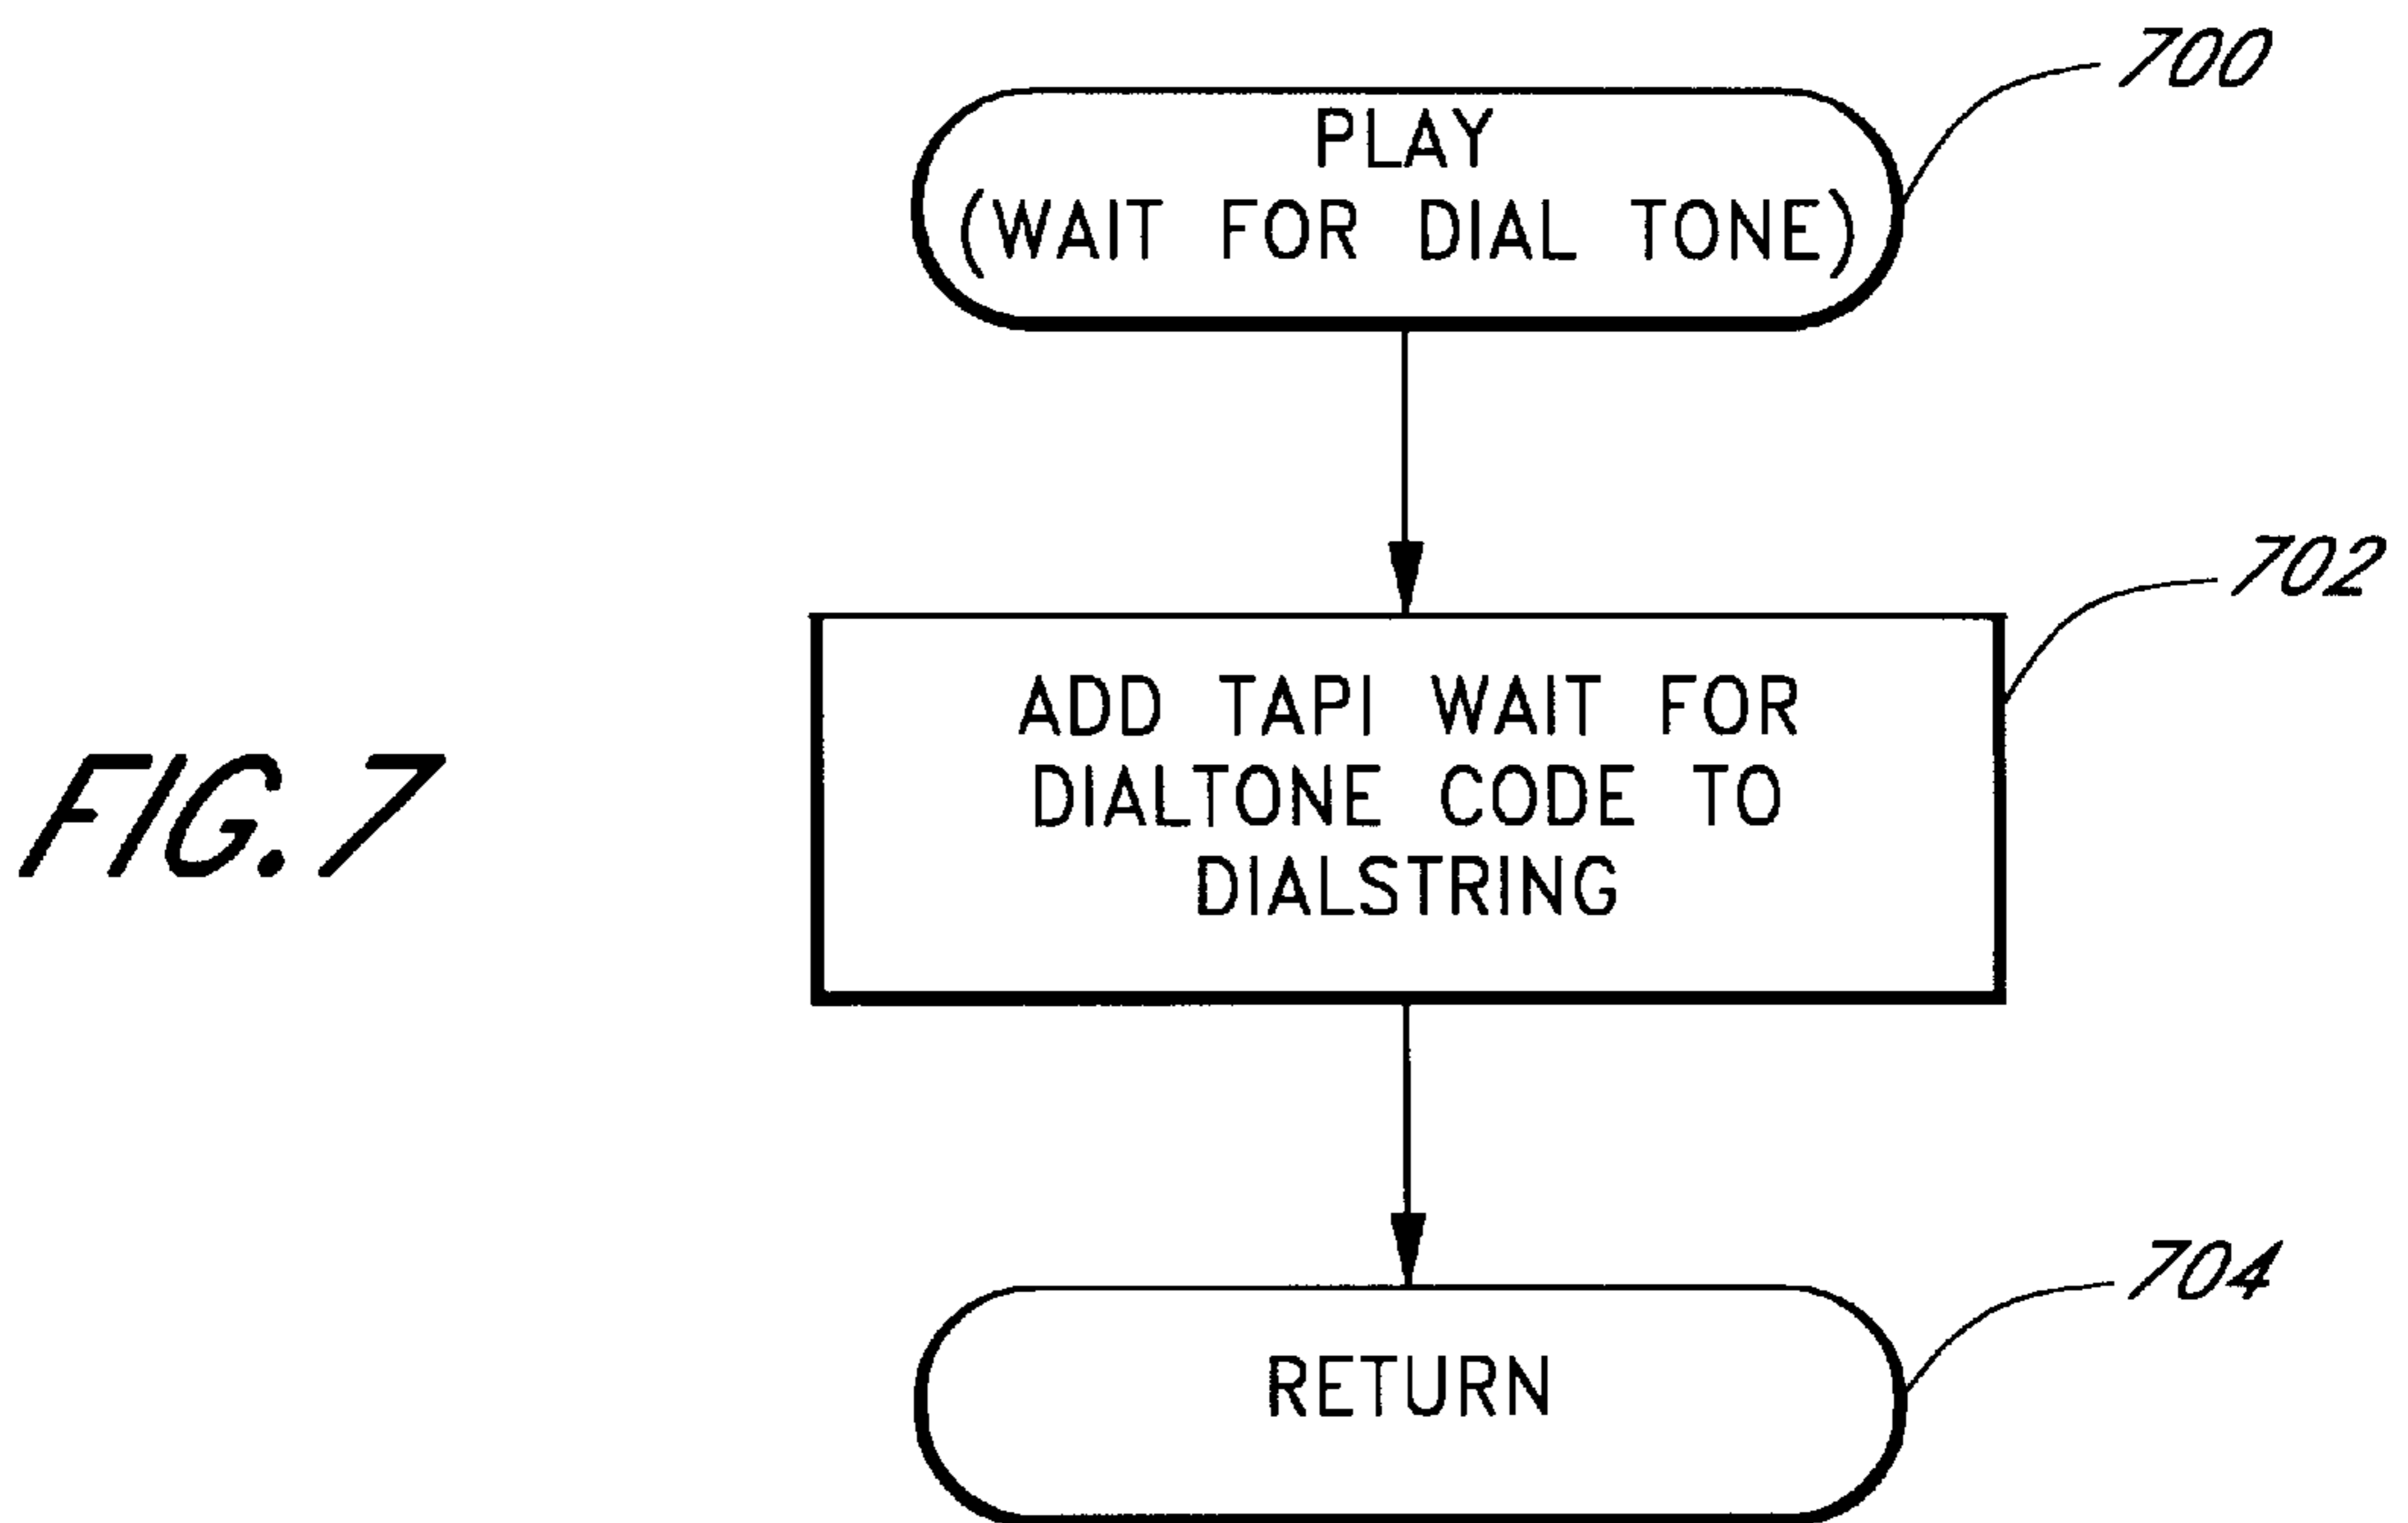 700
PLAY
(WAIT FOR DIAL TONE)
702
ADD TAPI WAIT FOR
DIALTONE CODE TO
DIALSTRING
FIG. 7
704
RETURN